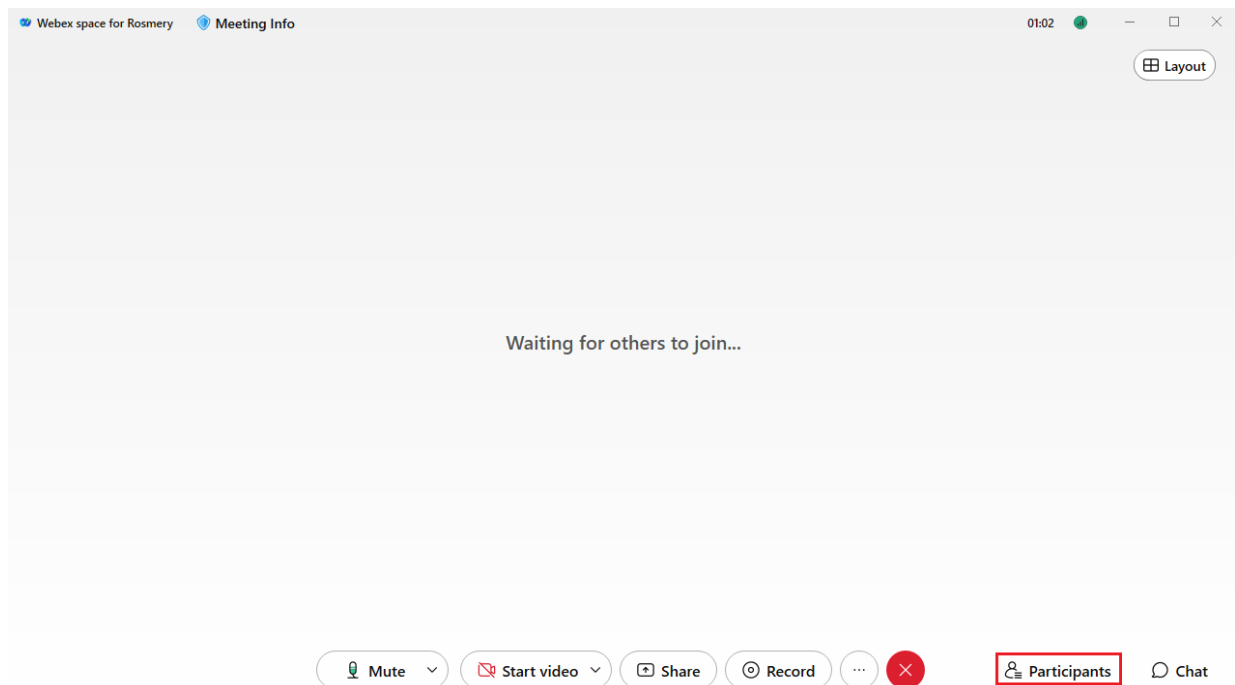 Webex space for Rosmery Meeting Info 01:02
Layout
Waiting for others to join...
Mute Start video Share Record ... Participants Chat